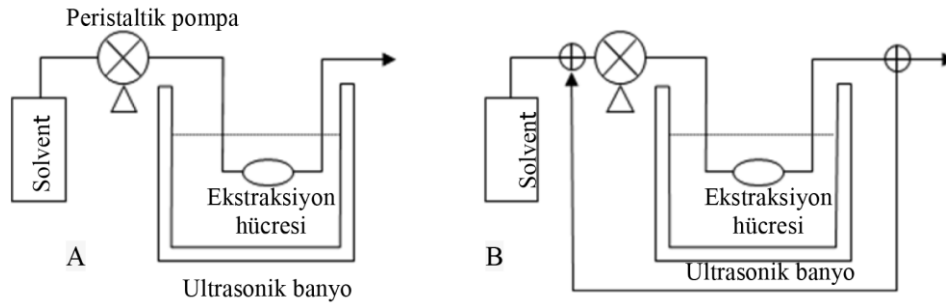 Peristaltik pompa
Solvent
Ekstraksiyon
hücresi
A
Ultrasonik banyo
Solvent
Ekstraksiyon
hücresi
B
Ultrasonik banyo